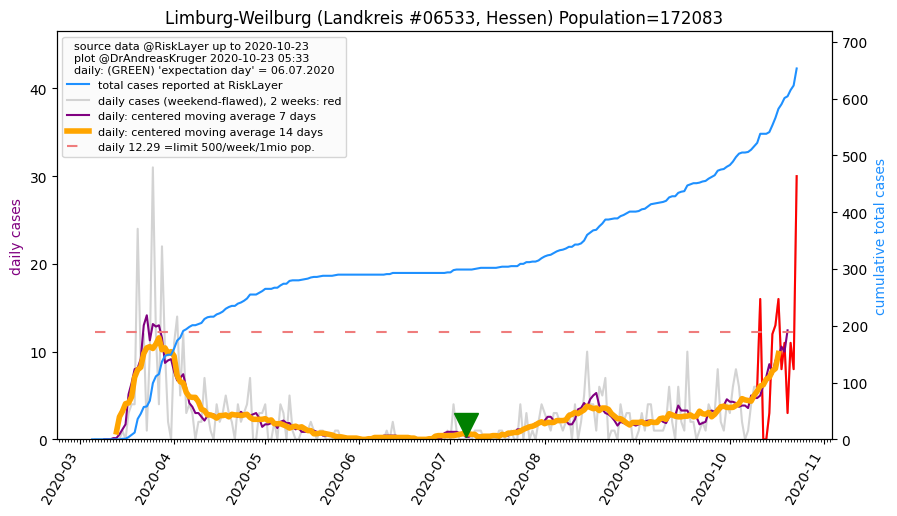 Limburg-Weilburg (Landkreis #06533, Hessen) Population=172083
source data @RiskLayer up to 2020-10-23
plot @DrAndreasKruger 2020-10-23 05:33
daily: (GREEN) 'expectation day' = 06.07.2020
total cases reported at RiskLayer
daily cases (weekend-flawed), 2 weeks: red
daily: centered moving average 7 days
daily: centered moving average 14 days
daily 12.29 =limit 500/week/1mio pop.
daily cases
40
30
20
10
0
cumulative total cases
700
600
500
400
300
200
100
0
2020-03
2020-04
2020-05
2020-06
2020-07
2020-08
2020-09
2020-10
2020-11